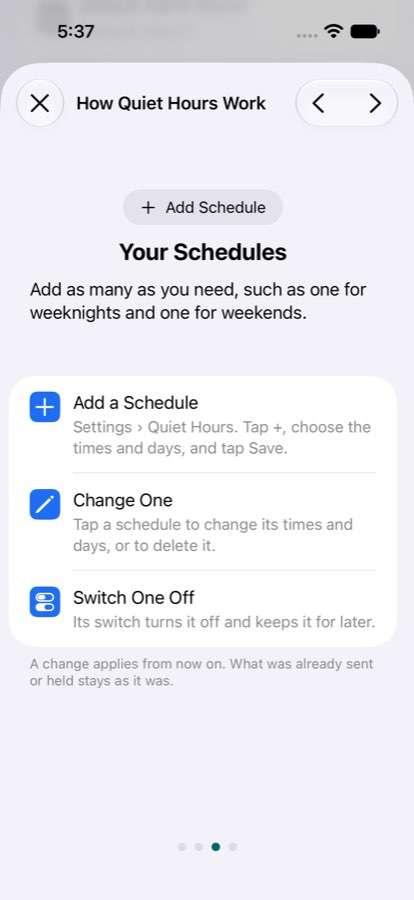 5:37
How Quiet Hours Work
+ Add Schedule
Your Schedules
Add as many as you need, such as one for
weeknights and one for weekends.
Add a Schedule
Settings › Quiet Hours. Tap +, choose the
times and days, and tap Save.
Change One
Tap a schedule to change its times and
days, or to delete it.
Switch One Off
Its switch turns it off and keeps it for later.
A change applies from now on. What was already sent
or held stays as it was.